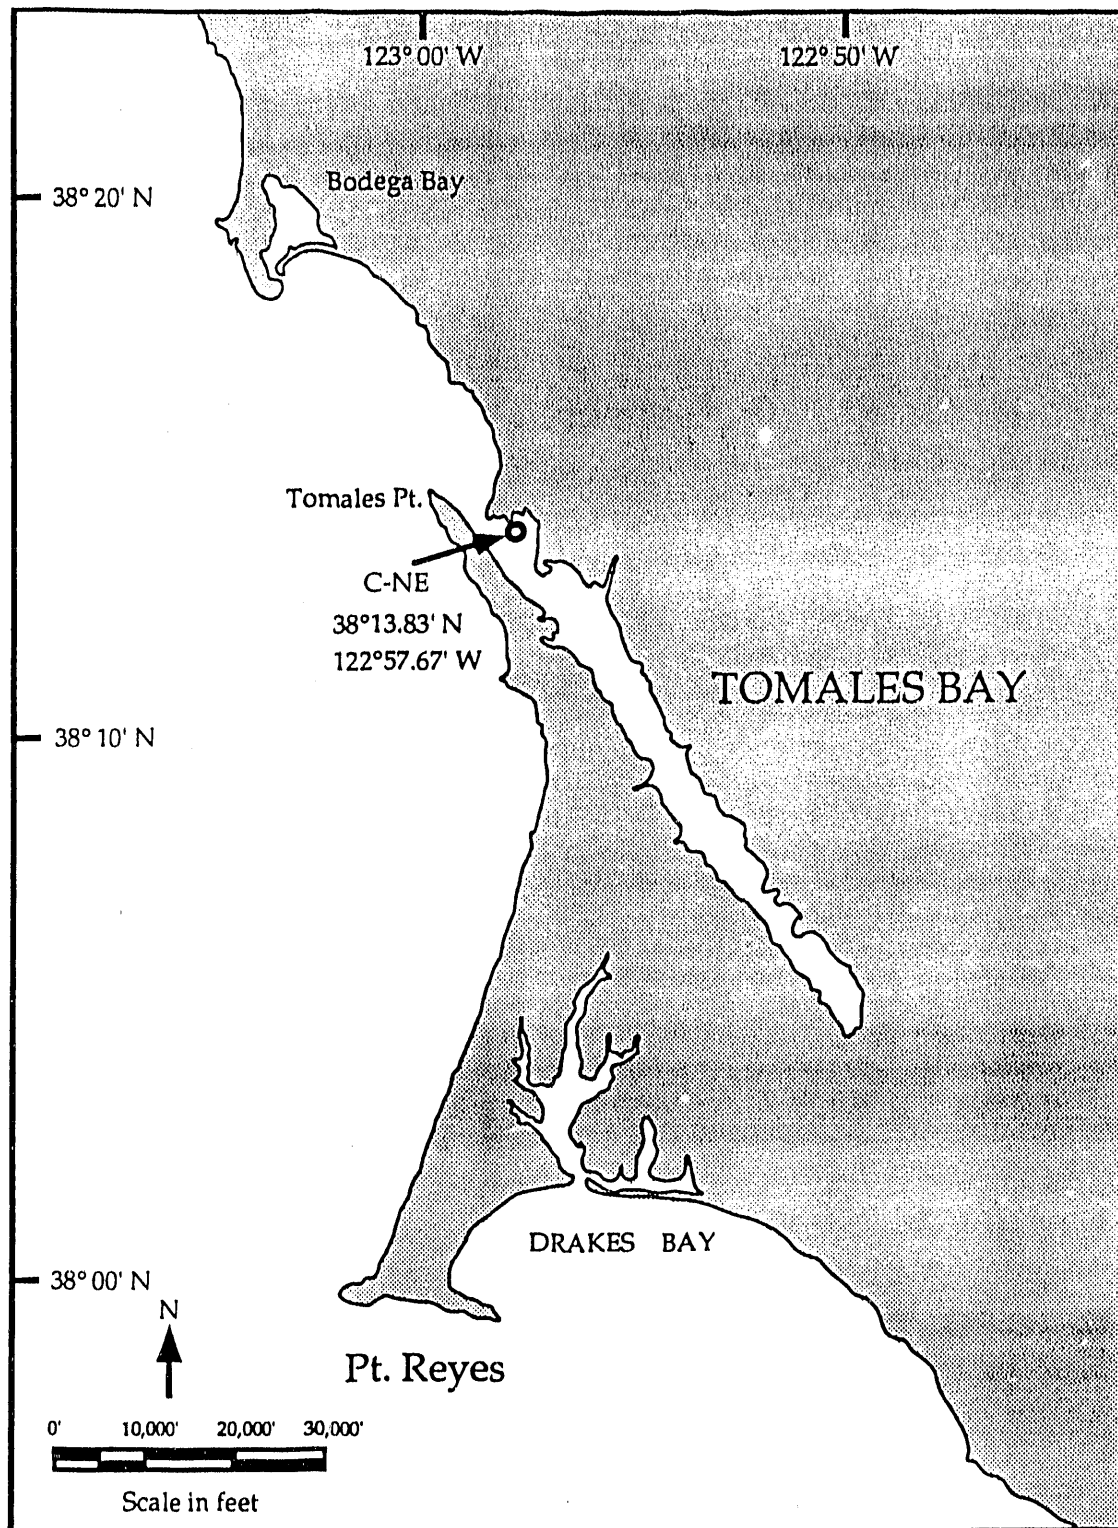 123° 00' W
122° 50' W
38° 20' N
Bodega Bay
Tomales Pt.
C-NE
38°13.83' N
122°57.67' W
TOMALES BAY
38° 10' N
DRAKES BAY
38° 00' N
N
Pt. Reyes
0' 10,000' 20,000' 30,000'
Scale in feet